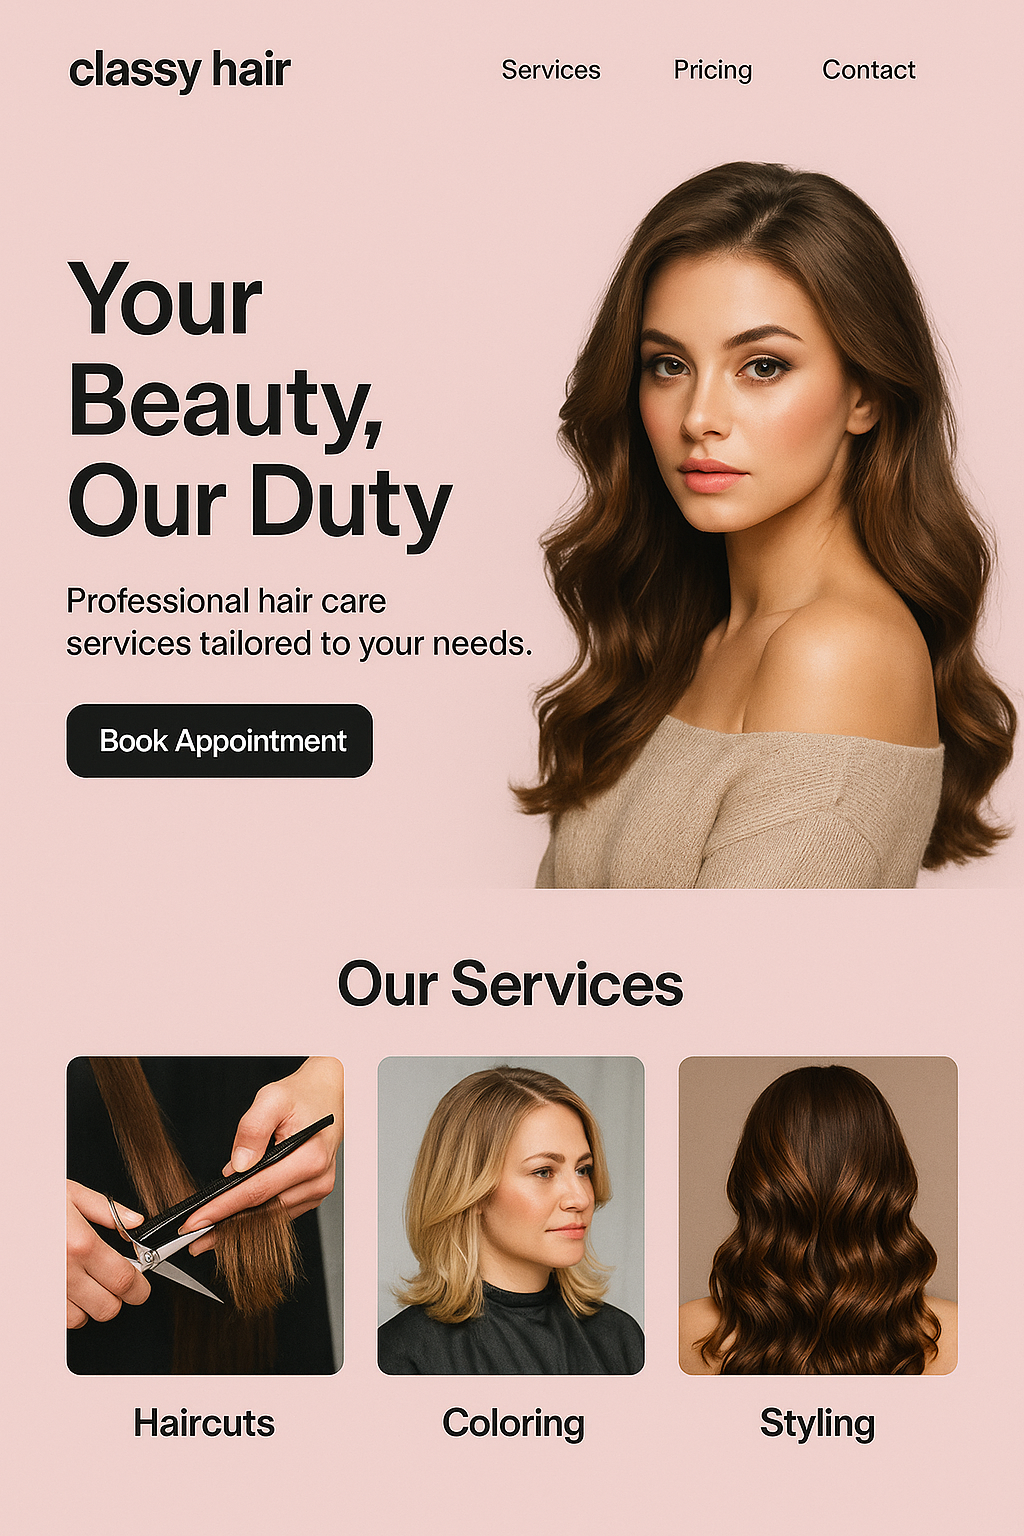 classy hair
Services
Pricing
Contact
Your
Beauty,
Our Duty
Professional hair care
services tailored to your needs.
Book Appointment
Our Services
Haircuts
Coloring
Styling